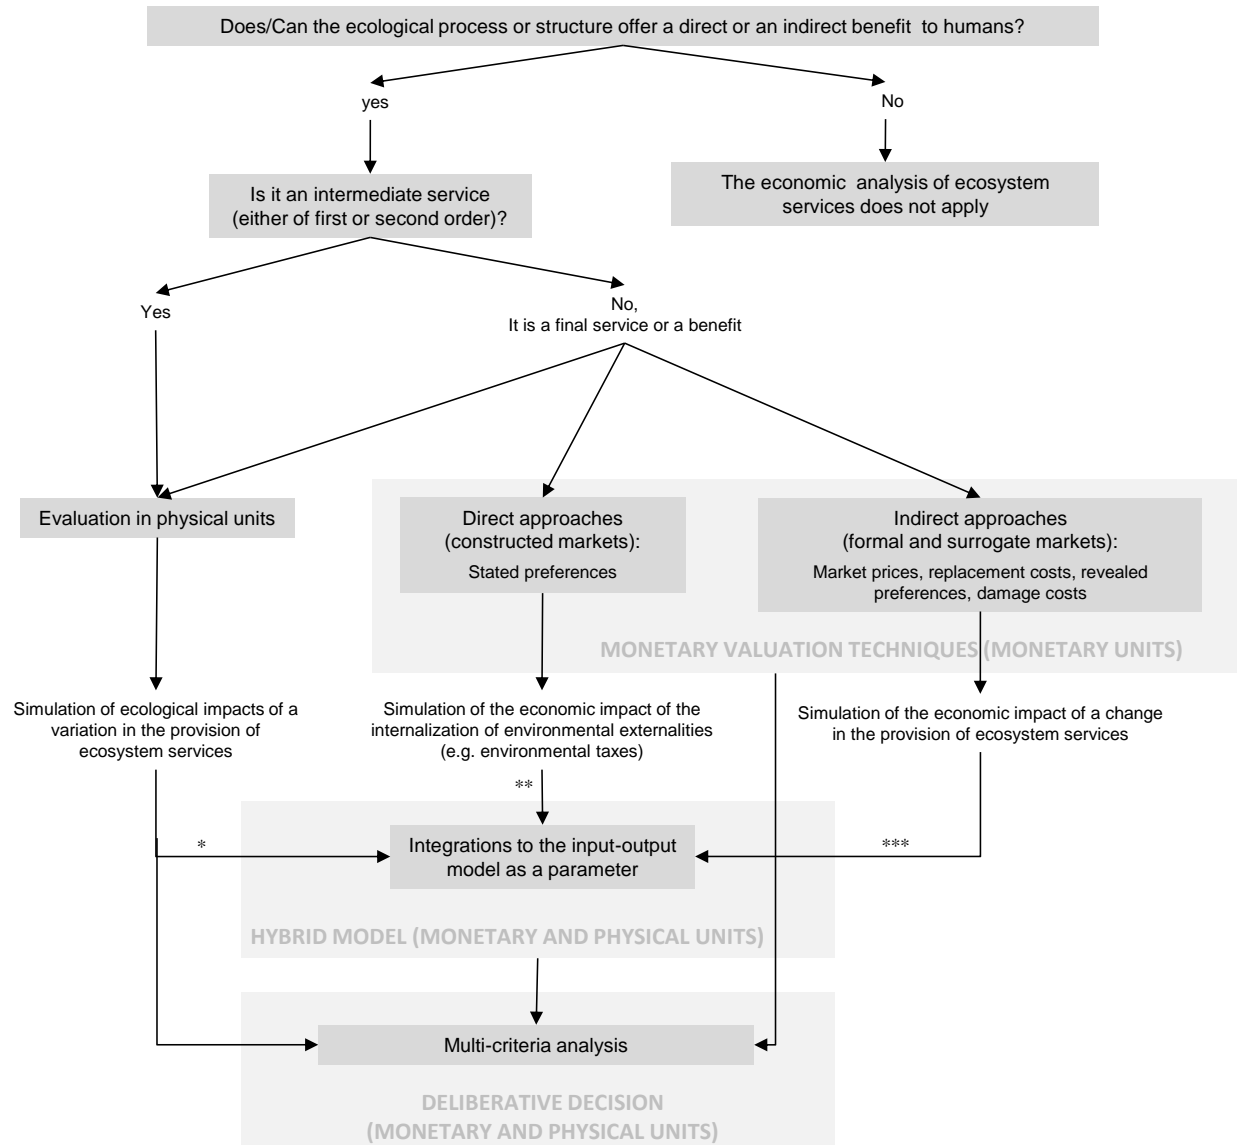 Does/Can the ecological process or structure offer a direct or an indirect benefit to humans?
yes
No
Is it an intermediate service
(either of first or second order)?
The economic analysis of ecosystem
services does not apply
Yes
No,
It is a final service or a benefit
Evaluation in physical units
Direct approaches
(constructed markets):
Stated preferences
Indirect approaches
(formal and surrogate markets):
Market prices, replacement costs, revealed
preferences, damage costs
MONETARY VALUATION TECHNIQUES (MONETARY UNITS)
Simulation of ecological impacts of a
variation in the provision of
ecosystem services
Simulation of the economic impact of the
internalization of environmental externalities
(e.g. environmental taxes)
Simulation of the economic impact of a change
in the provision of ecosystem services
**
*
***
Integrations to the input-output
model as a parameter
HYBRID MODEL (MONETARY AND PHYSICAL UNITS)
Multi-criteria analysis
DELIBERATIVE DECISION
(MONETARY AND PHYSICAL UNITS)